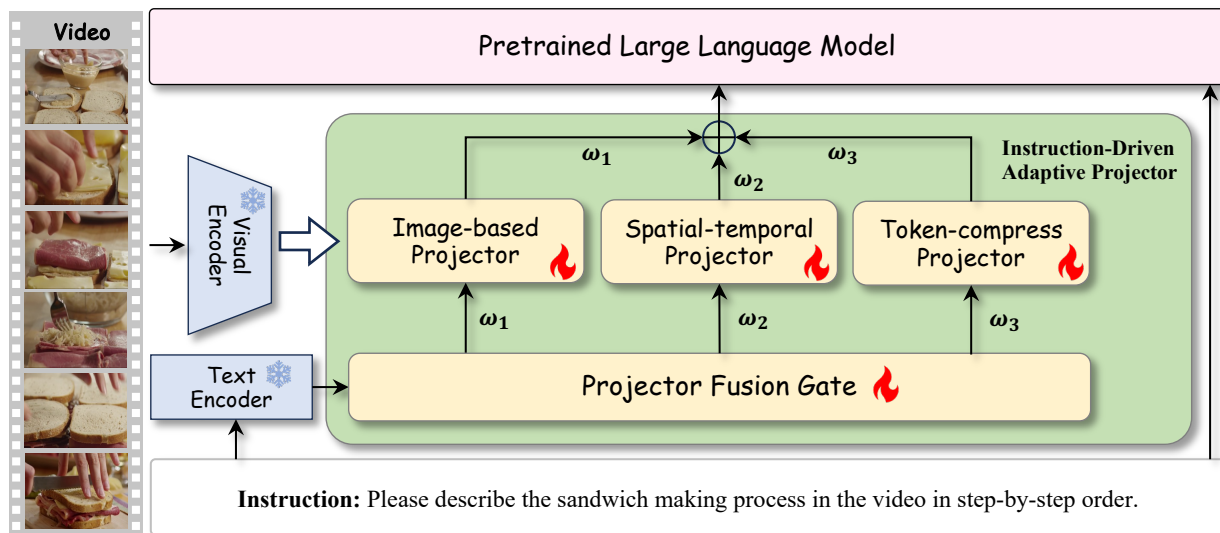 Video
Pretrained Large Language Model
Instruction-Driven
Adaptive Projector
ω₁
ω₂
ω₃
Visual
Encoder
Image-based
Projector
Spatial-temporal
Projector
Token-compress
Projector
ω₁
ω₂
ω₃
Text
Encoder
Projector Fusion Gate
Instruction: Please describe the sandwich making process in the video in step-by-step order.